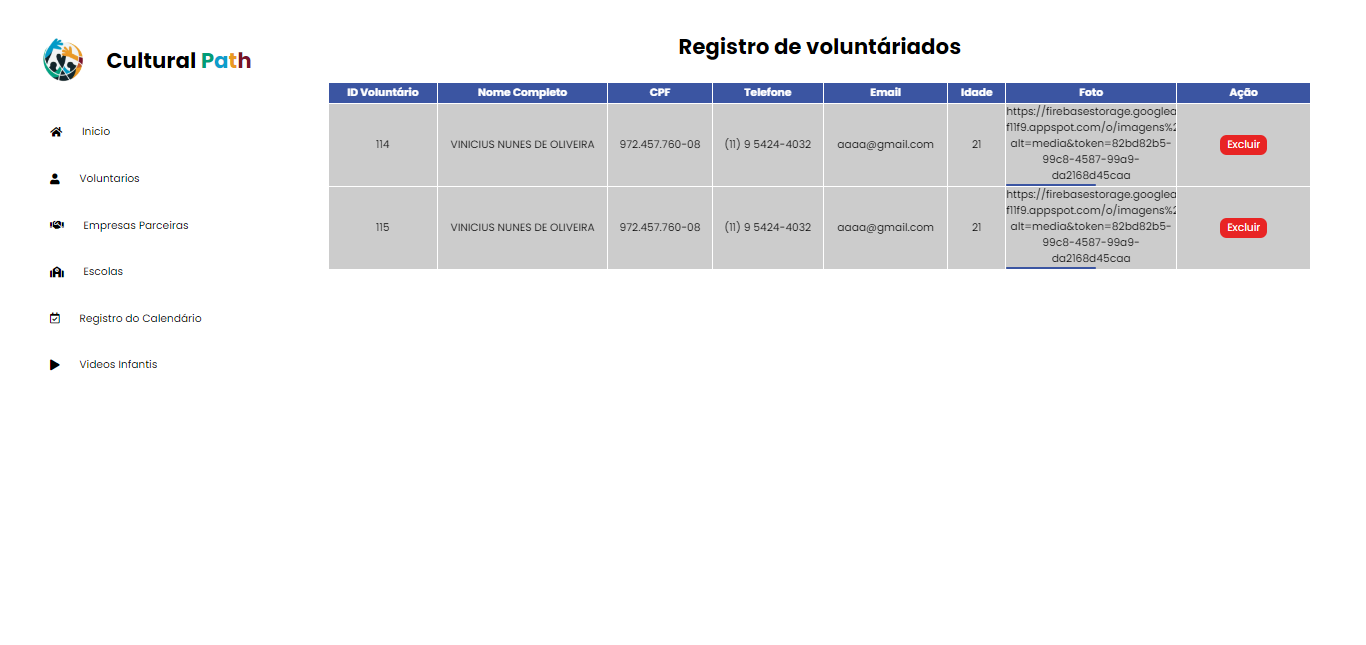 Cultural Path
Inicio
Voluntarios
Empresas Parceiras
Escolas
Registro do Calendário
Videos Infantis
Registro de voluntáriados
ID Voluntário Nome Completo CPF Telefone Email Idade Foto Ação
114 VINICIUS NUNES DE OLIVEIRA 972.457.760-08 (11) 9 5424-4032 aaaa@gmail.com 21 Excluir
https://firebasestorage.googlea
f11f9.appspot.com/o/imagens%2
alt=media&token=82bd82b5-
99c8-4587-99a9-
da2168d45caa
115 VINICIUS NUNES DE OLIVEIRA 972.457.760-08 (11) 9 5424-4032 aaaa@gmail.com 21 Excluir
https://firebasestorage.googlea
f11f9.appspot.com/o/imagens%2
alt=media&token=82bd82b5-
99c8-4587-99a9-
da2168d45caa